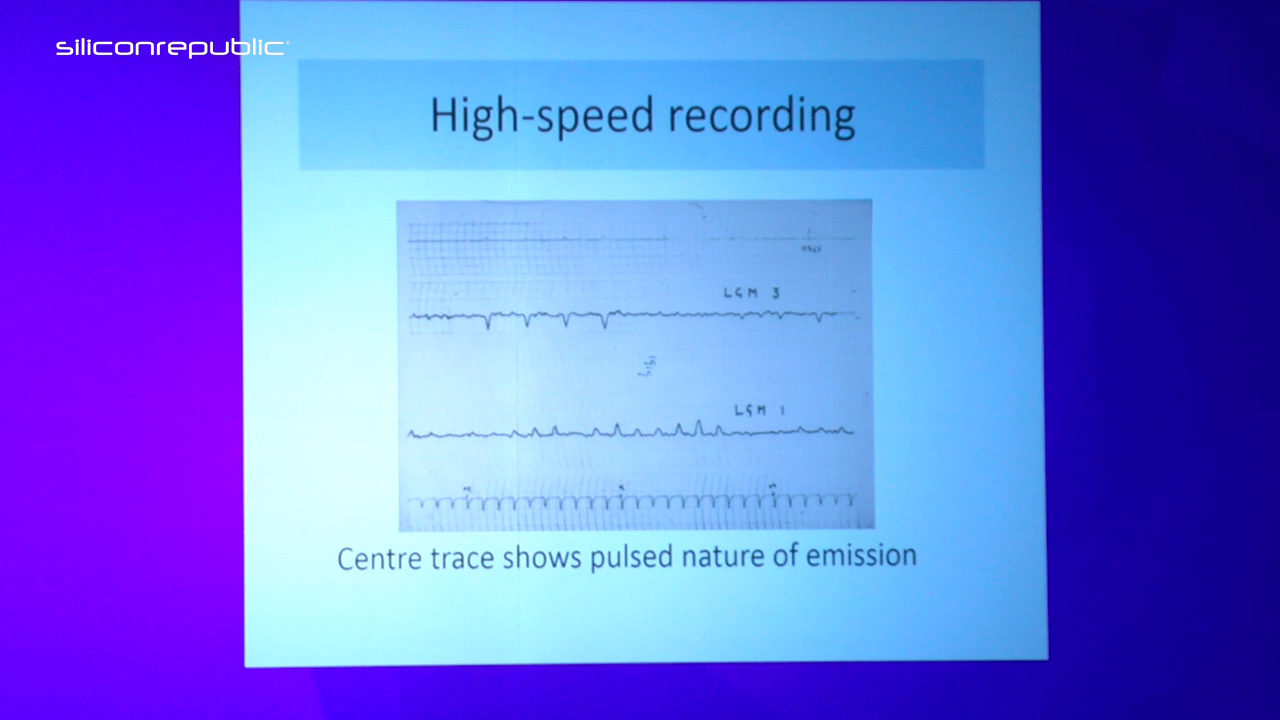 siliconrepublic
High-speed recording
LGM 3
LGM 1
Centre trace shows pulsed nature of emission